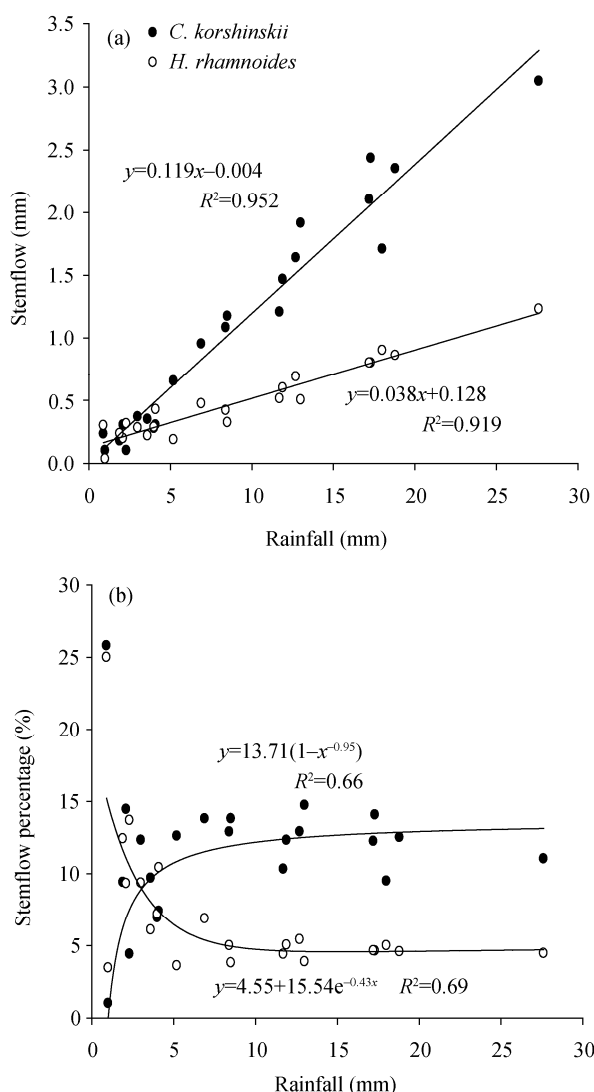 3.5
(a)
C. korshinskii
H. rhamnoides
3.0
2.5
y=0.119x–0.004
R²=0.952
2.0
1.5
1.0
y=0.038x+0.128
0.5
R²=0.919
0.0
0 5 10 15 20 25 30
Stemflow (mm)
Rainfall (mm)
30
(b)
25
20
y=13.71(1–x⁻⁰·⁹⁵)
R²=0.66
15
10
5
y=4.55+15.54e⁻⁰·⁴³ˣ R²=0.69
0
0 5 10 15 20 25 30
Stemflow percentage (%)
Rainfall (mm)